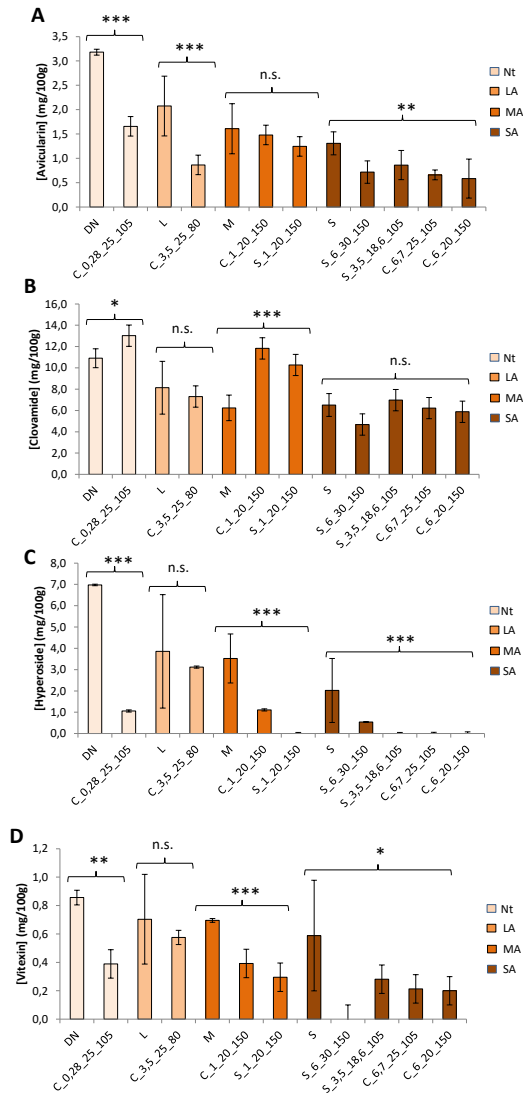 A
[Avicularin] (mg/100g)
3,5
3,0
2,5
2,0
1,5
1,0
0,5
0,0
***
***
n.s.
**
Nt
LA
MA
SA
DN
C_0,28_25_105
L
C_3,5_25_80
M
C_1_20_150
S_1_20_150
S
S_6_30_150
S_3,5_18,6_105
C_6,7_25_105
C_6_20_150
B
[Clovamide] (mg/100g)
16,0
14,0
12,0
10,0
8,0
6,0
4,0
2,0
0,0
*
n.s.
***
n.s.
Nt
LA
MA
SA
DN
C_0,28_25_105
L
C_3,5_25_80
M
C_1_20_150
S_1_20_150
S
S_6_30_150
S_3,5_18,6_105
C_6,7_25_105
C_6_20_150
C
[Hyperoside] (mg/100g)
8,0
7,0
6,0
5,0
4,0
3,0
2,0
1,0
0,0
***
n.s.
***
***
Nt
LA
MA
SA
DN
C_0,28_25_105
L
C_3,5_25_80
M
C_1_20_150
S_1_20_150
S
S_6_30_150
S_3,5_18,6_105
C_6,7_25_105
C_6_20_150
D
[Vitexin] (mg/100g)
1,2
1,0
0,8
0,6
0,4
0,2
0,0
**
n.s.
***
*
Nt
LA
MA
SA
DN
C_0,28_25_105
L
C_3,5_25_80
M
C_1_20_150
S_1_20_150
S
S_6_30_150
S_3,5_18,6_105
C_6,7_25_105
C_6_20_150